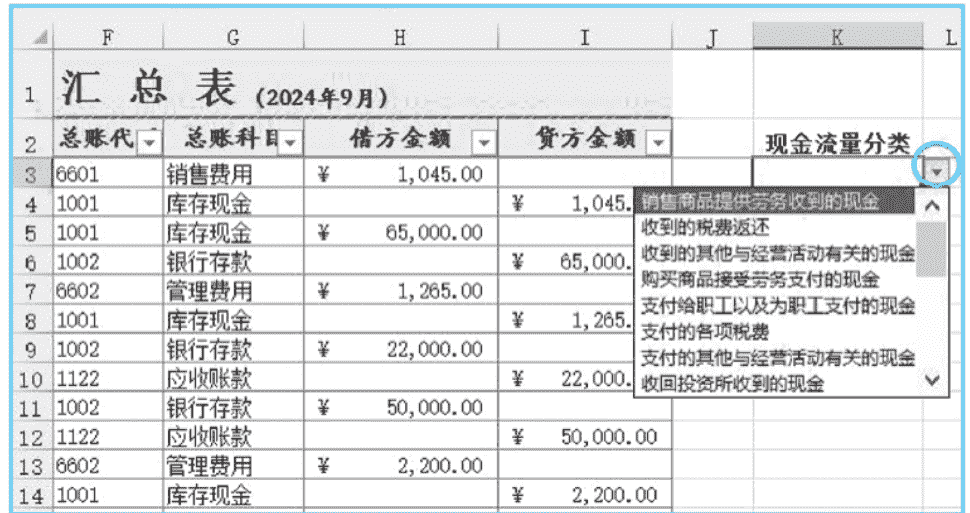 F G H I J K L
1 汇 总 表 (2024年9月)
2 总账代 总账科目 借方金额 贷方金额 现金流量分类
3 6601 销售费用 ¥ 1,045.00
4 1001 库存现金 ¥ 1,045.
5 1001 库存现金 ¥ 65,000.00
6 1002 银行存款 ¥ 65,000.
7 6602 管理费用 ¥ 1,265.00
8 1001 库存现金 ¥ 1,265.
9 1002 银行存款 ¥ 22,000.00
10 1122 应收账款 ¥ 22,000.
11 1002 银行存款 ¥ 50,000.00
12 1122 应收账款 ¥ 50,000.00
13 6602 管理费用 ¥ 2,200.00
14 1001 库存现金 ¥ 2,200.00
销售商品提供劳务收到的现金
收到的税费返还
收到的其他与经营活动有关的现金
购买商品接受劳务支付的现金
支付给职工以及为职工支付的现金
支付的各项税费
支付的其他与经营活动有关的现金
收回投资所收到的现金